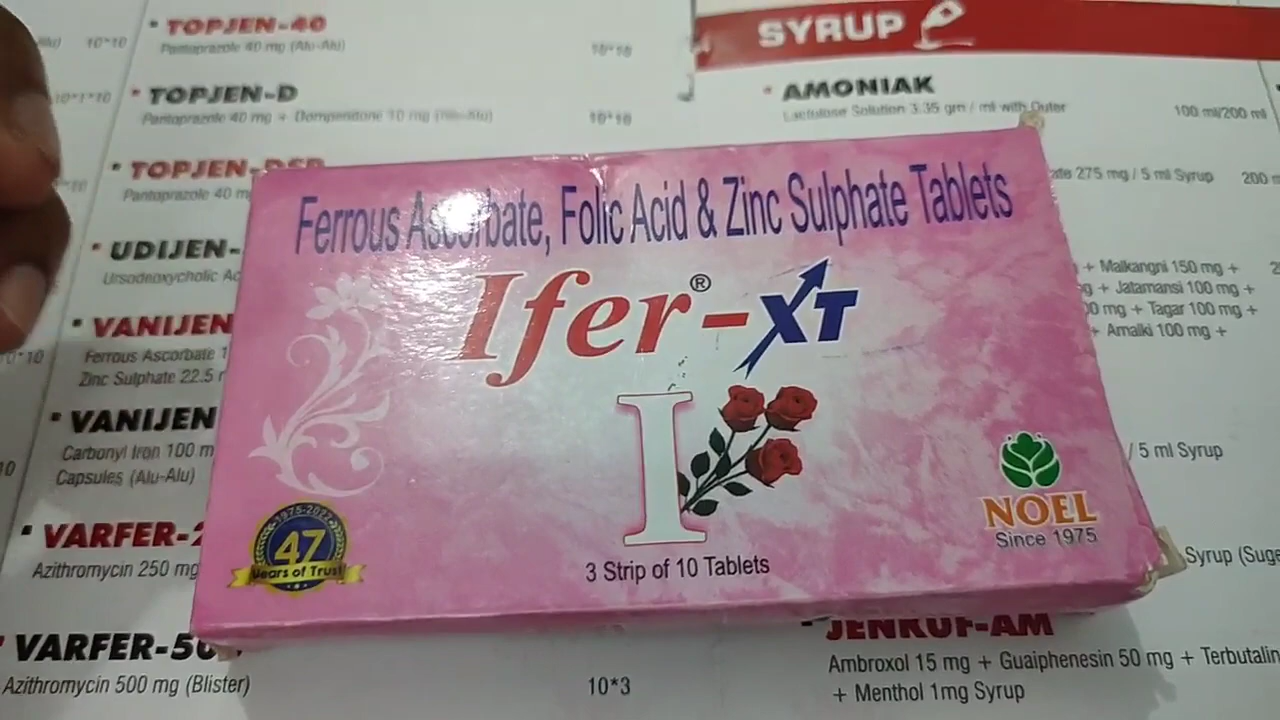 TOPJEN-40
Pantoprazole 40 mg (Alu-Alu)
10*10
10*10
TOPJEN-D
Pantoprazole 40 mg + Domperidone 10 mg (Alu-Alu)
10*1*10
10*10
TOPJEN-DSR
Pantoprazole 40 mg
UDIJEN-
Ursodeoxycholic Ac
VANIJEN
Ferrous Ascorbate 1
Zinc Sulphate 22.5
VANIJEN
Carbonyl Iron 100 m
Capsules (Alu-Alu)
VARFER-2
Azithromycin 250 mg
VARFER-50
Azithromycin 500 mg (Blister)
10*3
SYRUP
AMONIAK
Lactulose Solution 3.35 gm / ml with Outer
100 ml/200 ml
275 mg / 5 ml Syrup
200 m
+ Malkangni 150 mg +
g + Jatamansi 100 mg +
0 mg + Tagar 100 mg +
+ Amalki 100 mg +
/ 5 ml Syrup
Syrup (Suga
JENKUF-AM
Ambroxol 15 mg + Guaiphenesin 50 mg + Terbutalin
+ Menthol 1mg Syrup
Ferrous Ascorbate, Folic Acid & Zinc Sulphate Tablets
Ifer®-XT
I
1975-2022
47
Years of Trust
3 Strip of 10 Tablets
NOEL
Since 1975